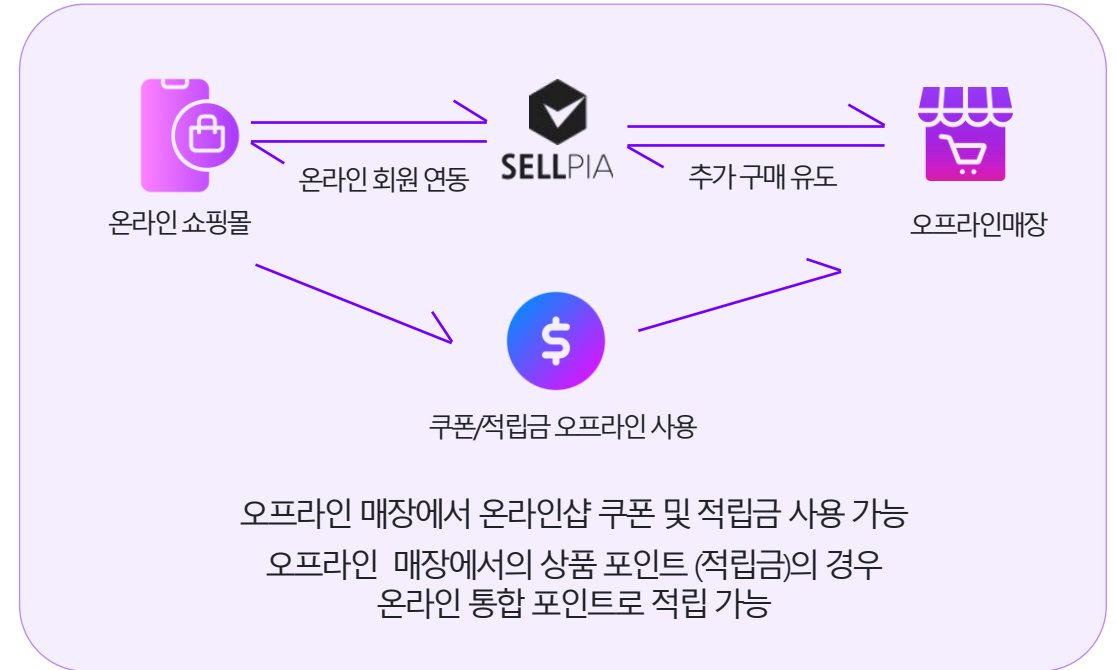 SELLPIA
온라인 회원 연동
추가 구매 유도
온라인 쇼핑몰
오프라인매장
$
쿠폰/적립금 오프라인 사용
오프라인 매장에서 온라인샵 쿠폰 및 적립금 사용 가능
오프라인 매장에서의 상품 포인트 (적립금)의 경우
온라인 통합 포인트로 적립 가능